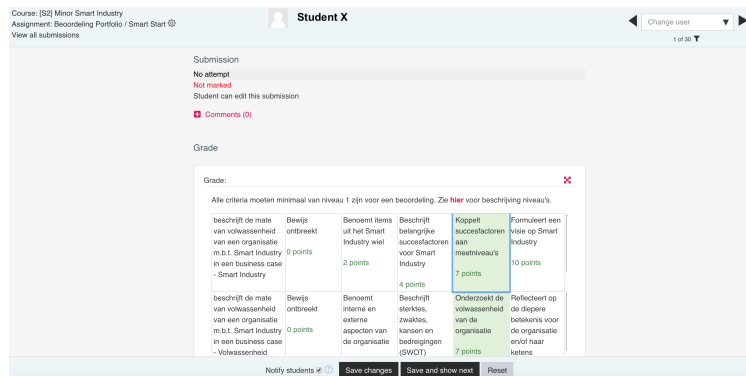 Course: [S2] Minor Smart Industry
Assignment: Beoordeling Portfolio / Smart Start
View all submissions
Student X
Change user
1 of 30
Submission
No attempt
Not marked
Student can edit this submission
Comments (0)
Grade
Grade:
Alle criteria moeten minimaal van niveau 1 zijn voor een beoordeling. Zie hier voor beschrijving niveau's.
beschrijft de mate
van volwassenheid
van een organisatie
m.b.t. Smart Industry
in een business case
- Smart Industry
Bewijs
ontbreekt
0 points
Benoemt items
uit het Smart
Industry wiel
2 points
Beschrijft
belangrijke
succesfactoren
voor Smart
Industry
4 points
Koppelt
succesfactoren
aan
meetniveau's
7 points
Formuleert een
visie op Smart
Industry
10 points
beschrijft de mate
van volwassenheid
van een organisatie
m.b.t. Smart Industry
in een business case
- Volwassenheid
Bewijs
ontbreekt
0 points
Benoemt
interne en
externe
aspecten van
de organisatie
Beschrijft
sterktes,
zwaktes,
kansen en
bedreigingen
(SWOT)
Onderzoekt de
volwassenheid
van de
organisatie
7 points
Reflecteert op
de diepere
betekenis voor
de organisatie
en/of haar
ketens
Notify students
Save changes
Save and show next
Reset